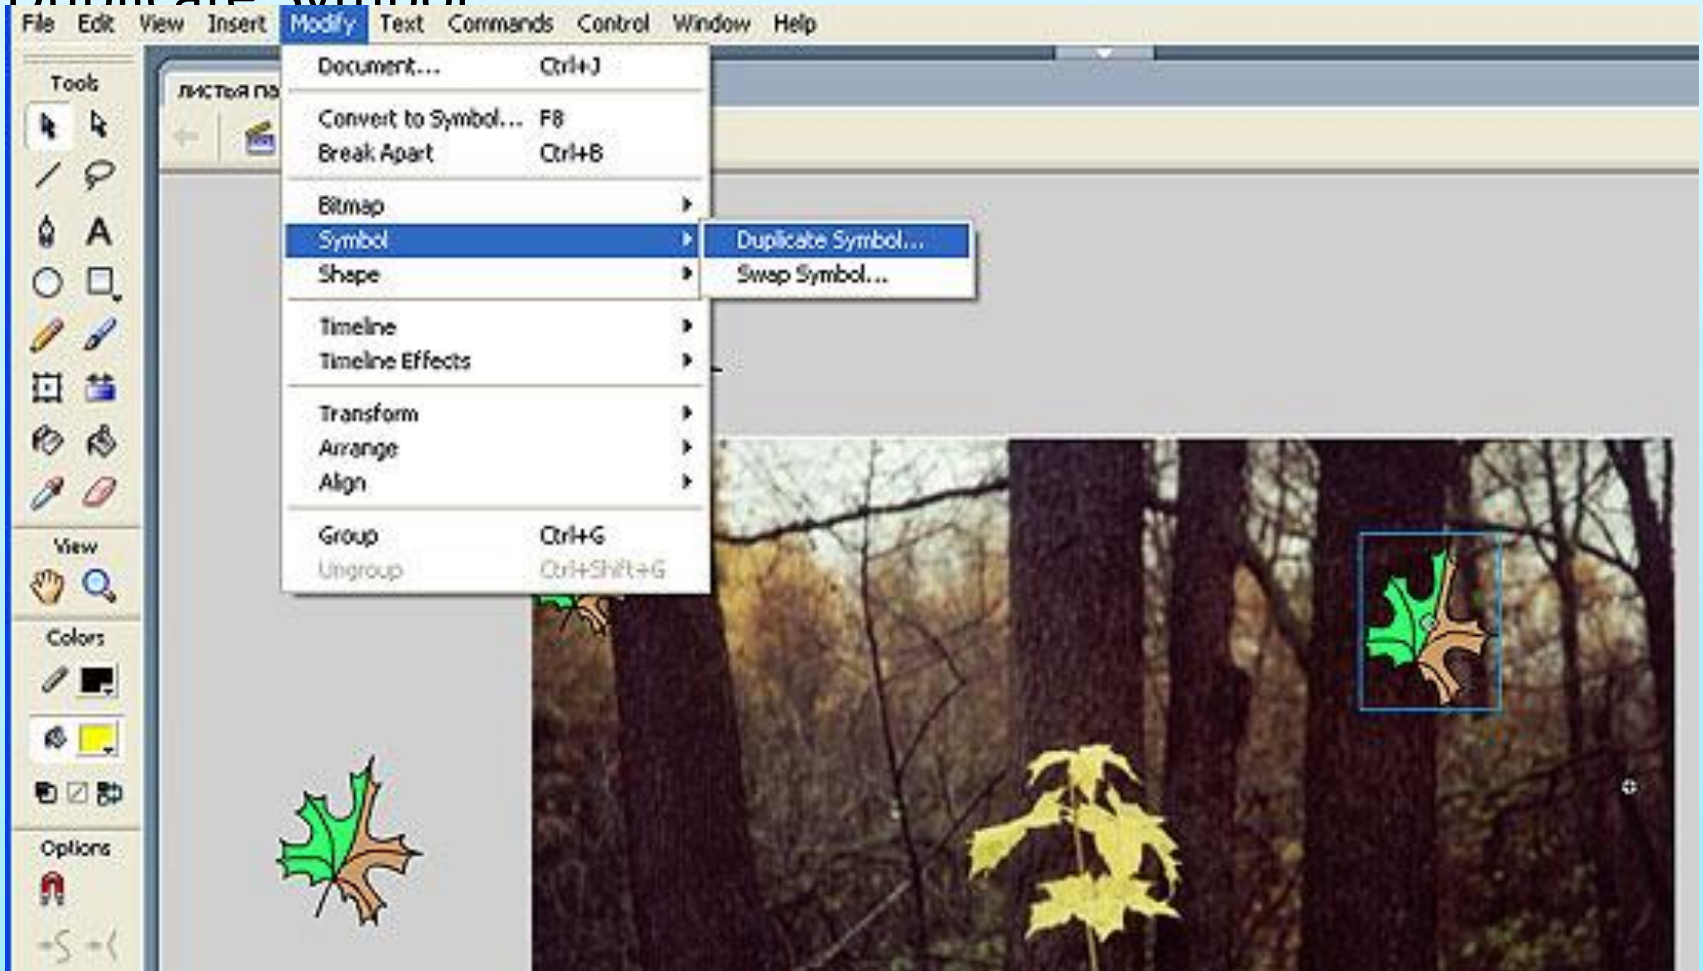 Duplicate Symbol
File Edit View Insert Modify Text Commands Control Window Help
Tools
листья па
Document... Ctrl+J
Convert to Symbol... F8
Break Apart Ctrl+B
Bitmap
Symbol
Duplicate Symbol...
Shape
Swap Symbol...
Timeline
Timeline Effects
Transform
Arrange
Align
Group Ctrl+G
Ungroup Ctrl+Shift+G
View
Colors
Options